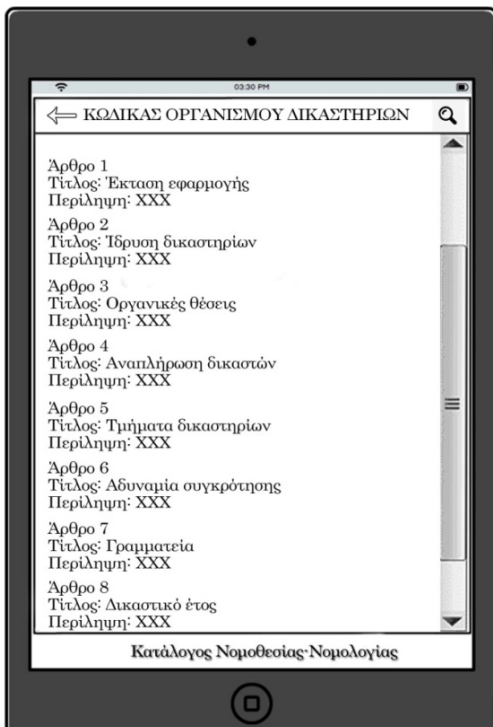 03:30 PM
ΚΩΔΙΚΑΣ ΟΡΓΑΝΙΣΜΟΥ ΔΙΚΑΣΤΗΡΙΩΝ
Άρθρο 1
Τίτλος: Έκταση εφαρμογής
Περίληψη: XXX
Άρθρο 2
Τίτλος: Ίδρυση δικαστηρίων
Περίληψη: XXX
Άρθρο 3
Τίτλος: Οργανικές θέσεις
Περίληψη: XXX
Άρθρο 4
Τίτλος: Αναπλήρωση δικαστών
Περίληψη: XXX
Άρθρο 5
Τίτλος: Τμήματα δικαστηρίων
Περίληψη: XXX
Άρθρο 6
Τίτλος: Αδυναμία συγκρότησης
Περίληψη: XXX
Άρθρο 7
Τίτλος: Γραμματεία
Περίληψη: XXX
Άρθρο 8
Τίτλος: Δικαστικό έτος
Περίληψη: XXX
Κατάλογος Νομοθεσίας-Νομολογίας